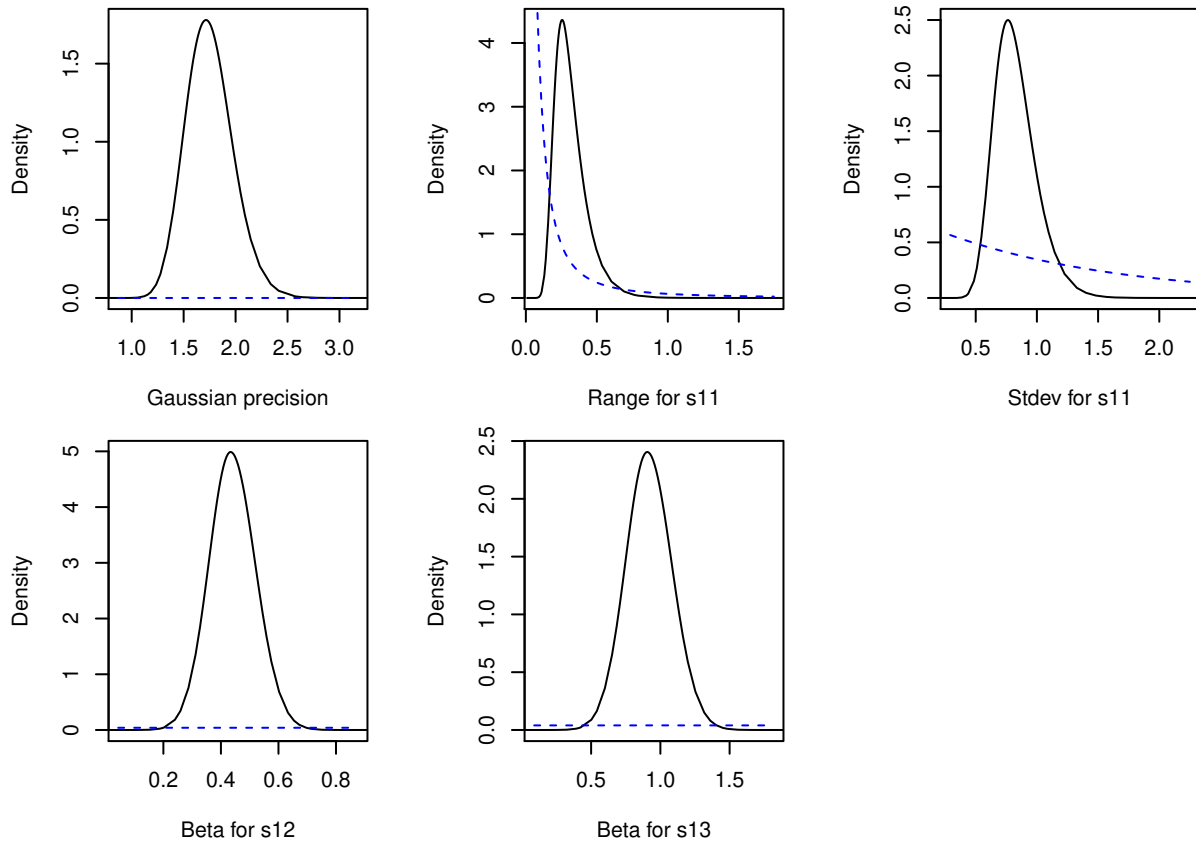 Density
0.0 0.5 1.0 1.5
1.0 1.5 2.0 2.5 3.0
Gaussian precision
Density
0 1 2 3 4
0.0 0.5 1.0 1.5
Range for s11
Density
0.0 0.5 1.0 1.5 2.0 2.5
0.5 1.0 1.5 2.0
Stdev for s11
Density
0 1 2 3 4 5
0.2 0.4 0.6 0.8
Beta for s12
Density
0.0 0.5 1.0 1.5 2.0 2.5
0.5 1.0 1.5
Beta for s13